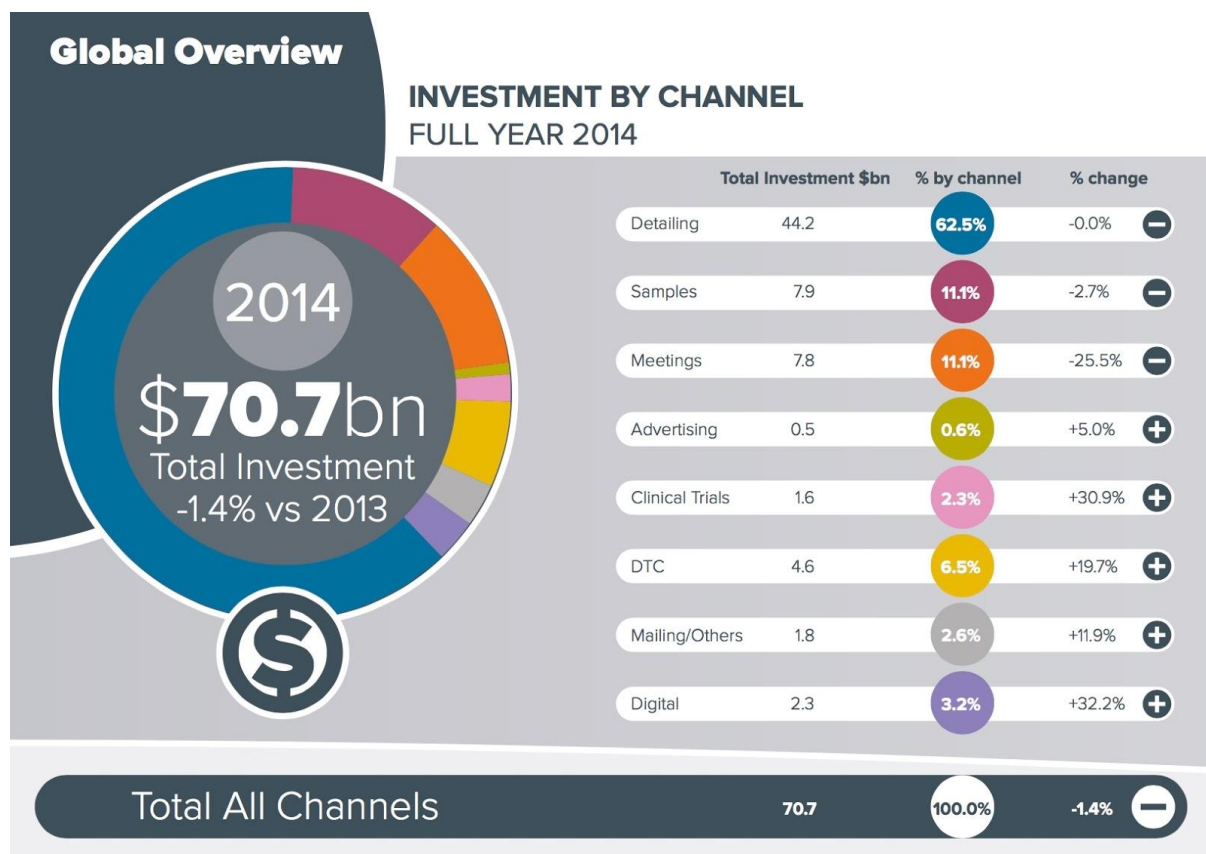 Global Overview
INVESTMENT BY CHANNEL
FULL YEAR 2014
2014
$70.7bn
Total Investment
-1.4% vs 2013
$
Total Investment $bn % by channel % change
Detailing 44.2 62.5% -0.0% −
Samples 7.9 11.1% -2.7% −
Meetings 7.8 11.1% -25.5% −
Advertising 0.5 0.6% +5.0% +
Clinical Trials 1.6 2.3% +30.9% +
DTC 4.6 6.5% +19.7% +
Mailing/Others 1.8 2.6% +11.9% +
Digital 2.3 3.2% +32.2% +
Total All Channels 70.7 100.0% -1.4% −